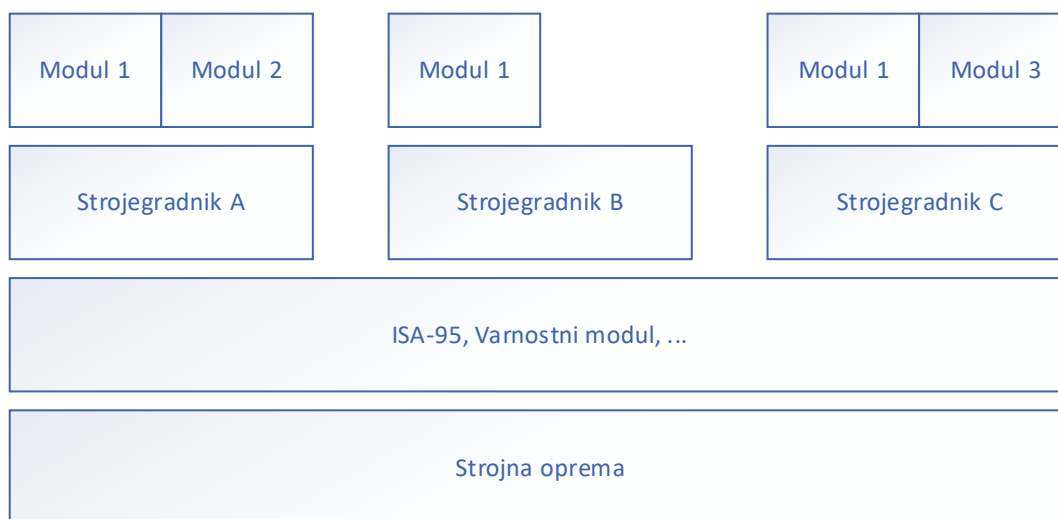 Modul 1
Modul 2
Modul 1
Modul 1
Modul 3
Strojegradnik A
Strojegradnik B
Strojegradnik C
ISA-95, Varnostni modul, ...
Strojna oprema